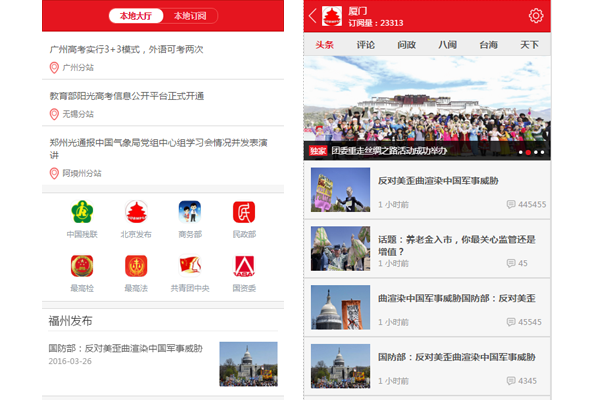 本地大厅
本地订阅
广州高考实行3+3模式，外语可考两次
广州分站
教育部阳光高考信息公开平台正式开通
无锡分站
郑州光通报中国气象局党组中心组学习会情况并发表演
讲
阿坝州分站
中国残联
北京发布
商务部
民政部
最高检
最高法
共青团中央
国资委
福州发布
国防部：反对美歪曲渲染中国军事威胁
2016-03-26
厦门
订阅量：23313
头条
评论
问政
八闽
台海
天下
独家
团委重走丝绸之路活动成功举办
反对美歪曲渲染中国军事威胁
1 小时前
445455
话题：养老金入市，你最关心监管还是
增值？
1 小时前
45
曲渲染中国军事威胁国防部：反对美歪
1 小时前
45545
国防部：反对美歪曲渲染中国军事威胁
1 小时前
4345